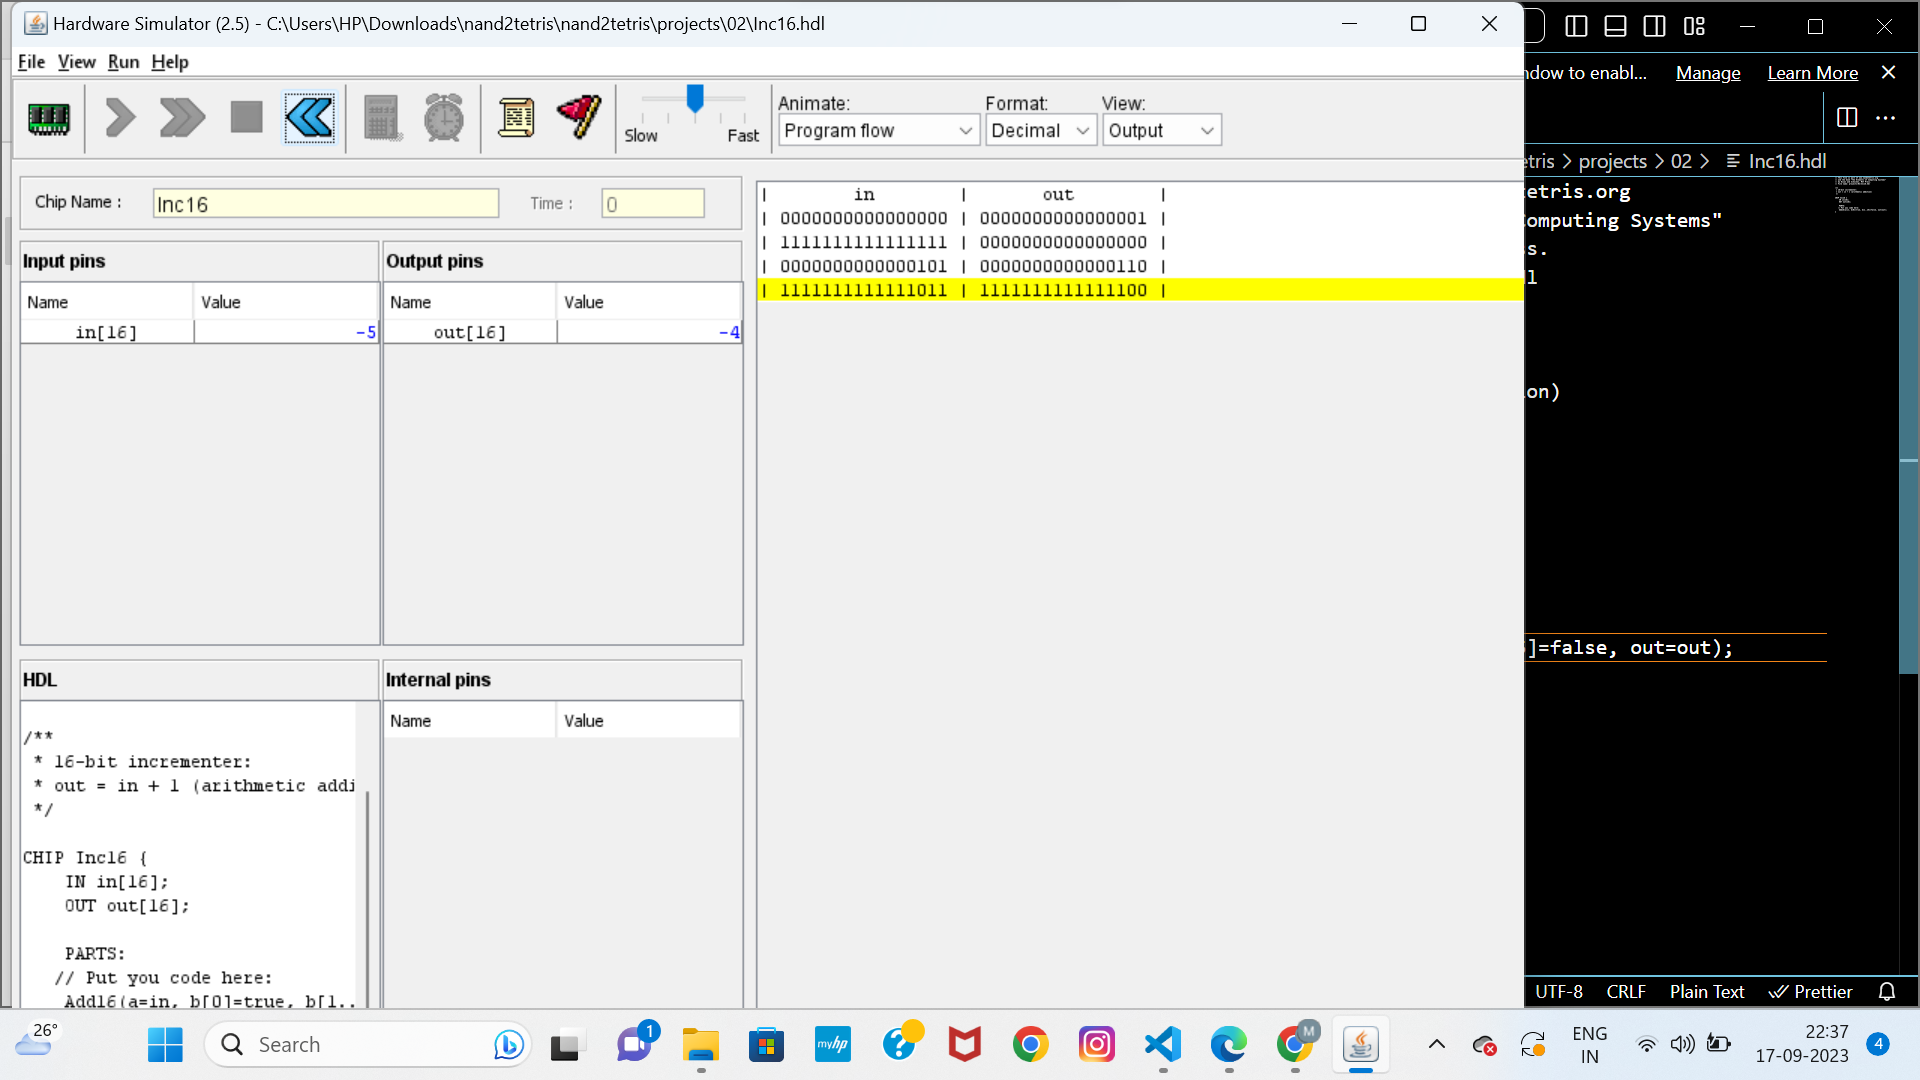 Hardware Simulator (2.5) - C:\Users\HP\Downloads\nand2tetris\nand2tetris\projects\02\Inc16.hdl
File View Run Help
Slow Fast
Animate: Format: View:
Program flow Decimal Output
Chip Name : Inc16 Time : 0
Input pins
Name Value
in[16] -5
Output pins
Name Value
out[16] -4
HDL
/**
* 16-bit incrementer:
* out = in + 1 (arithmetic addi
*/
CHIP Inc16 {
IN in[16];
OUT out[16];
PARTS:
// Put you code here:
Add16(a=in, b[0]=true, b[1..
Internal pins
Name Value
| in | out |
| 0000000000000000 | 0000000000000001 |
| 1111111111111111 | 0000000000000000 |
| 0000000000000101 | 0000000000000110 |
| 1111111111111011 | 1111111111111100 |
ndow to enabl... Manage Learn More
etris > projects > 02 > Inc16.hdl
tetris.org
Computing Systems"
s.
dl
on)
]=false, out=out);
UTF-8 CRLF Plain Text Prettier
26°
Search
1
myhp
M
ENG
IN
22:37
17-09-2023
4